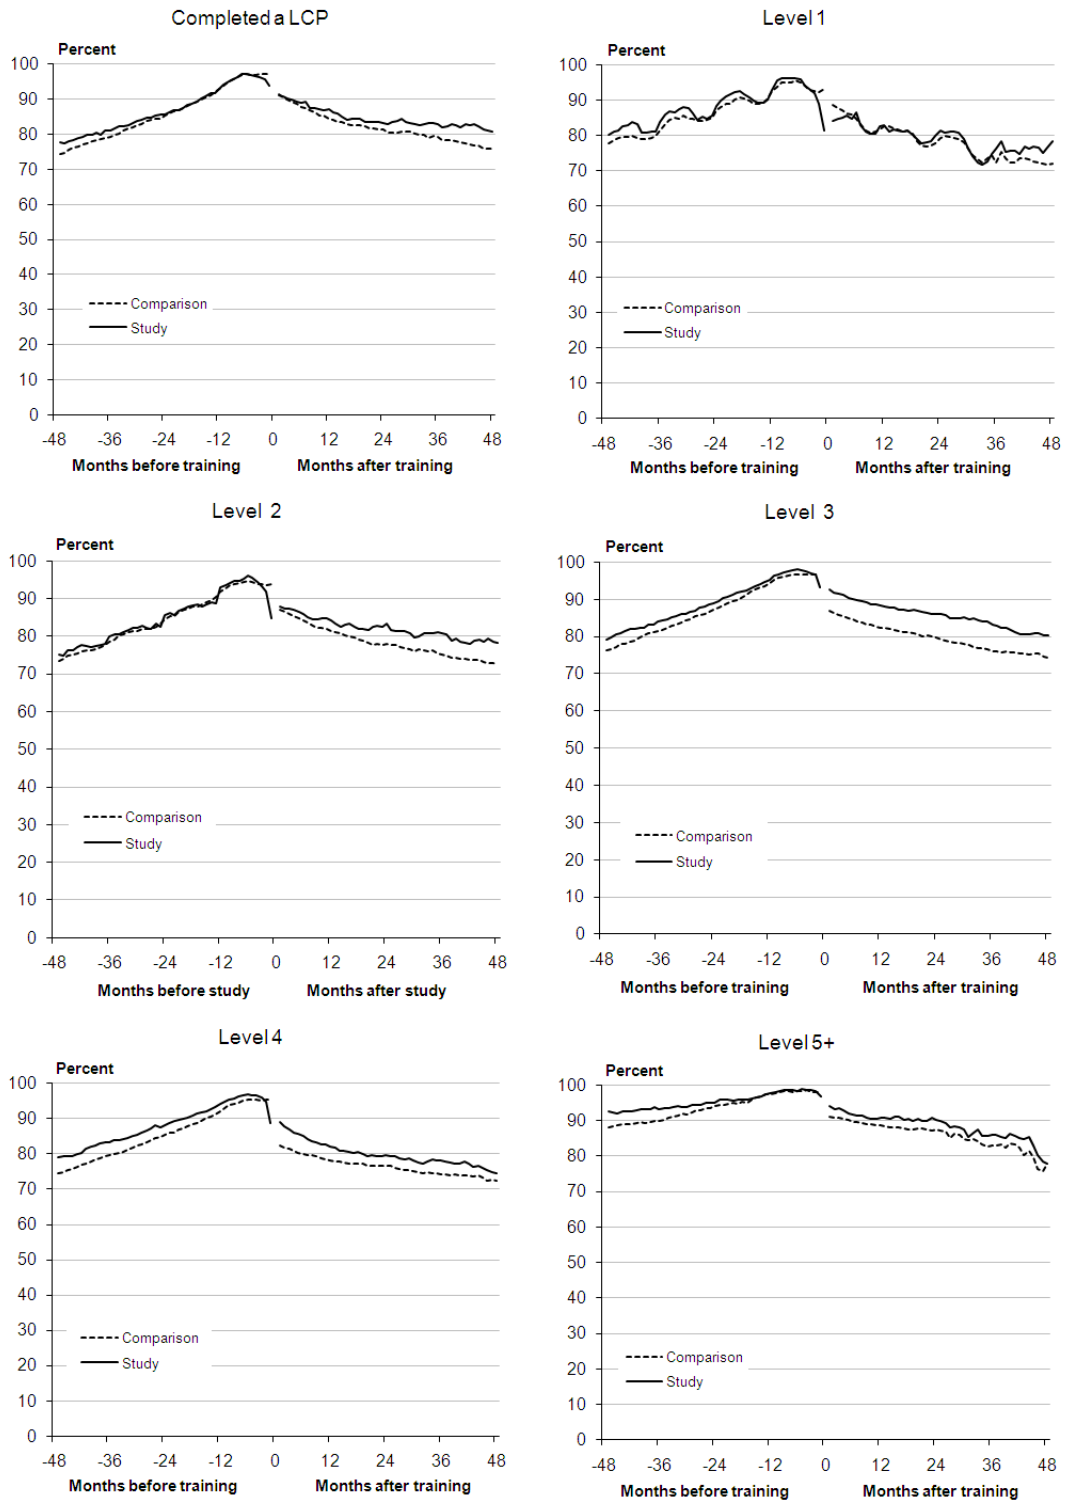 Completed a LCP
Percent
100
90
80
70
60
50
40
30
20
10
0
Comparison
Study
-48 -36 -24 -12 0 12 24 36 48
Months before training Months after training
Level 1
Percent
100
90
80
70
60
50
40
30
20
10
0
Comparison
Study
-48 -36 -24 -12 0 12 24 36 48
Months before training Months after training
Level 2
Percent
100
90
80
70
60
50
40
30
20
10
0
Comparison
Study
-48 -36 -24 -12 0 12 24 36 48
Months before study Months after study
Level 3
Percent
100
90
80
70
60
50
40
30
20
10
0
Comparison
Study
-48 -36 -24 -12 0 12 24 36 48
Months before training Months after training
Level 4
Percent
100
90
80
70
60
50
40
30
20
10
0
Comparison
Study
-48 -36 -24 -12 0 12 24 36 48
Months before training Months after training
Level 5+
Percent
100
90
80
70
60
50
40
30
20
10
0
Comparison
Study
-48 -36 -24 -12 0 12 24 36 48
Months before training Months after training